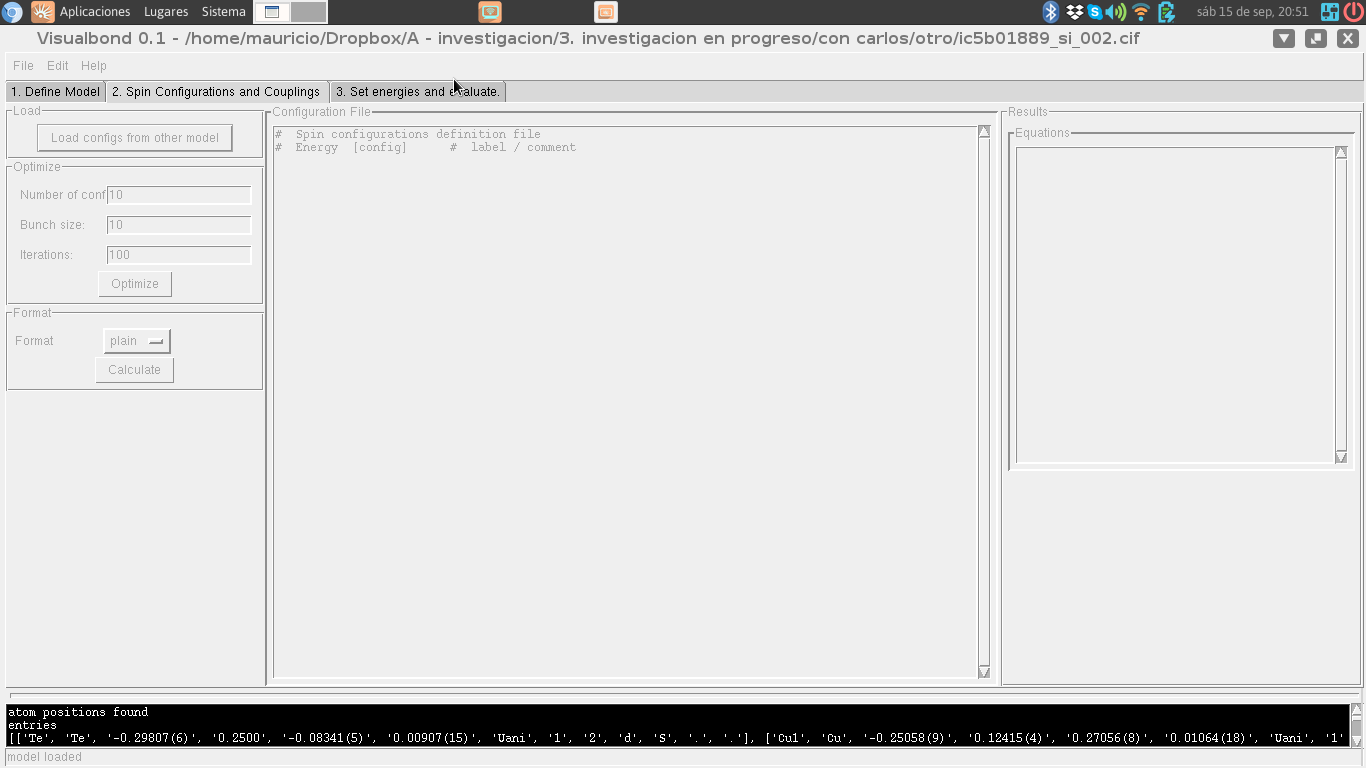 Aplicaciones Lugares Sistema sáb 15 de sep, 20:51
Visualbond 0.1 - /home/mauricio/Dropbox/A - investigacion/3. investigacion en progreso/con carlos/otro/ic5b01889_si_002.cif
File Edit Help
1. Define Model 2. Spin Configurations and Couplings 3. Set energies and evaluate.
Load
Load configs from other model
Optimize
Number of conf 10
Bunch size: 10
Iterations: 100
Optimize
Format
Format plain
Calculate
Configuration File
# Spin configurations definition file
# Energy [config] # label / comment
Results
Equations
atom positions found
entries
[['Te', 'Te', '-0.29807(6)', '0.2500', '-0.08341(5)', '0.00907(15)', 'Uani', '1', '2', 'd', 'S', '.', '.'], ['Cu1', 'Cu', '-0.25058(9)', '0.12415(4)', '0.27056(8)', '0.01064(18)', 'Uani', '1'
model loaded